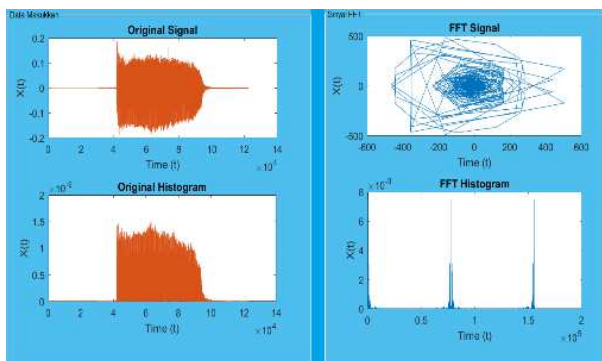 Data Masukkan
Original Signal
X(t)
0.2
0.1
0
-0.1
-0.2
0 2 4 6 8 10 12 14
Time (t)
×10⁴
Original Histogram
X(t)
2
1.5
1
0.5
0
0 2 4 6 8 10 12 14
Time (t)
×10⁴
Sinyal FFT
FFT Signal
X(t)
500
0
-500
-600 -400 -200 0 200 400 600
Time (t)
FFT Histogram
X(t)
8
6
4
2
0
0 0.5 1 1.5 2
Time (t)